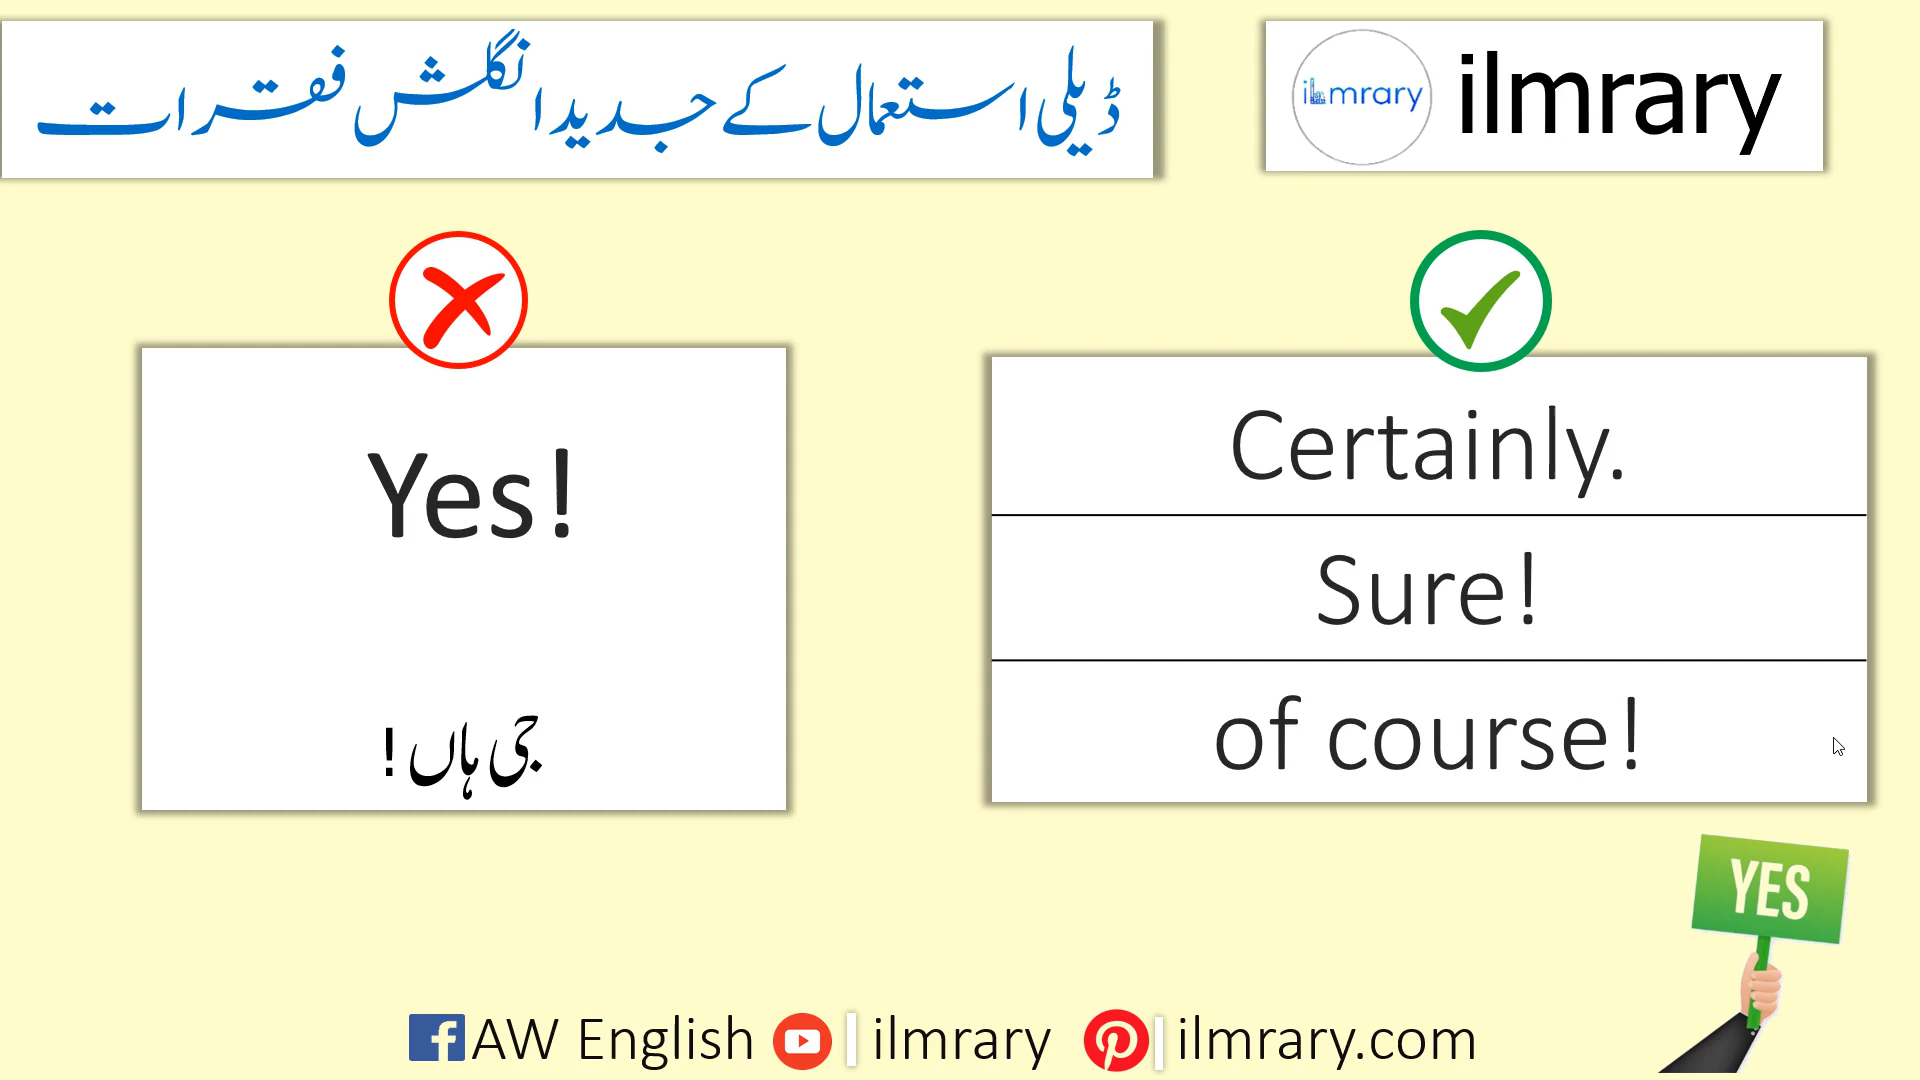 ڈیلی استعمال کے جدید انگلش فقرات
ilmrary
ilmrary
Yes!
جی ہاں!
Certainly.
Sure!
of course!
YES
AW English
ilmrary
ilmrary.com